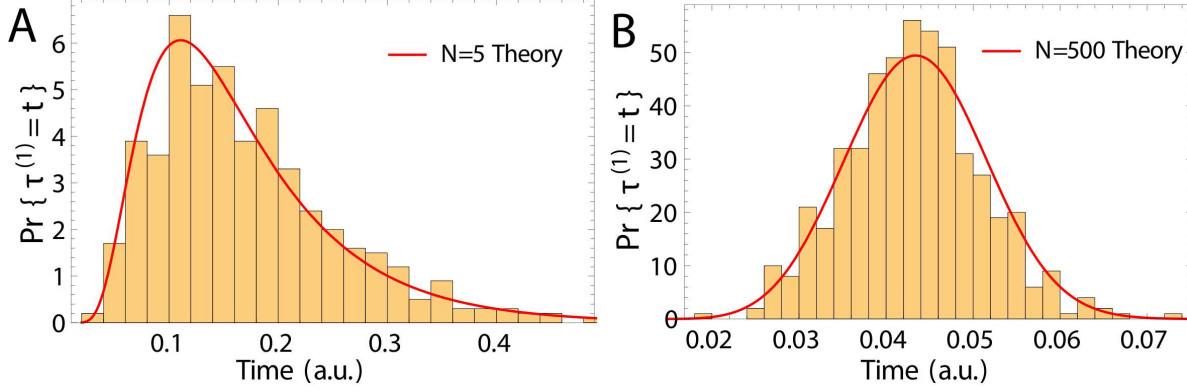 A
N=5 Theory
Pr { τ(1) = t }
6
5
4
3
2
1
0
0.1 0.2 0.3 0.4
Time (a.u.)
B
N=500 Theory
Pr { τ(1) = t }
50
40
30
20
10
0
0.02 0.03 0.04 0.05 0.06 0.07
Time (a.u.)